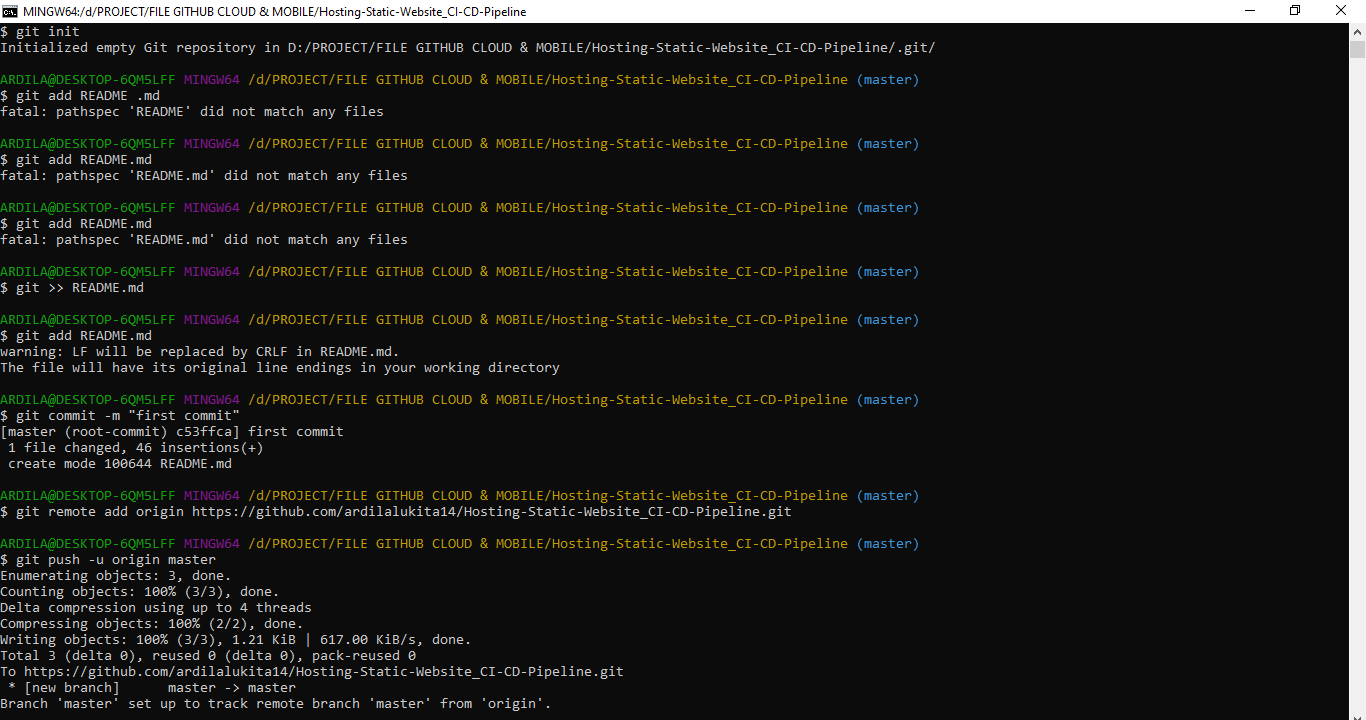 MINGW64:/d/PROJECT/FILE GITHUB CLOUD & MOBILE/Hosting-Static-Website_CI-CD-Pipeline
$ git init
Initialized empty Git repository in D:/PROJECT/FILE GITHUB CLOUD & MOBILE/Hosting-Static-Website_CI-CD-Pipeline/.git/
ARDILA@DESKTOP-6QM5LFF MINGW64 /d/PROJECT/FILE GITHUB CLOUD & MOBILE/Hosting-Static-Website_CI-CD-Pipeline (master)
$ git add README .md
fatal: pathspec 'README' did not match any files
ARDILA@DESKTOP-6QM5LFF MINGW64 /d/PROJECT/FILE GITHUB CLOUD & MOBILE/Hosting-Static-Website_CI-CD-Pipeline (master)
$ git add README.md
fatal: pathspec 'README.md' did not match any files
ARDILA@DESKTOP-6QM5LFF MINGW64 /d/PROJECT/FILE GITHUB CLOUD & MOBILE/Hosting-Static-Website_CI-CD-Pipeline (master)
$ git add README.md
fatal: pathspec 'README.md' did not match any files
ARDILA@DESKTOP-6QM5LFF MINGW64 /d/PROJECT/FILE GITHUB CLOUD & MOBILE/Hosting-Static-Website_CI-CD-Pipeline (master)
$ git >> README.md
ARDILA@DESKTOP-6QM5LFF MINGW64 /d/PROJECT/FILE GITHUB CLOUD & MOBILE/Hosting-Static-Website_CI-CD-Pipeline (master)
$ git add README.md
warning: LF will be replaced by CRLF in README.md.
The file will have its original line endings in your working directory
ARDILA@DESKTOP-6QM5LFF MINGW64 /d/PROJECT/FILE GITHUB CLOUD & MOBILE/Hosting-Static-Website_CI-CD-Pipeline (master)
$ git commit -m "first commit"
[master (root-commit) c53ffca] first commit
 1 file changed, 46 insertions(+)
 create mode 100644 README.md
ARDILA@DESKTOP-6QM5LFF MINGW64 /d/PROJECT/FILE GITHUB CLOUD & MOBILE/Hosting-Static-Website_CI-CD-Pipeline (master)
$ git remote add origin https://github.com/ardilalukita14/Hosting-Static-Website_CI-CD-Pipeline.git
ARDILA@DESKTOP-6QM5LFF MINGW64 /d/PROJECT/FILE GITHUB CLOUD & MOBILE/Hosting-Static-Website_CI-CD-Pipeline (master)
$ git push -u origin master
Enumerating objects: 3, done.
Counting objects: 100% (3/3), done.
Delta compression using up to 4 threads
Compressing objects: 100% (2/2), done.
Writing objects: 100% (3/3), 1.21 KiB | 617.00 KiB/s, done.
Total 3 (delta 0), reused 0 (delta 0), pack-reused 0
To https://github.com/ardilalukita14/Hosting-Static-Website_CI-CD-Pipeline.git
 * [new branch]      master -> master
Branch 'master' set up to track remote branch 'master' from 'origin'.